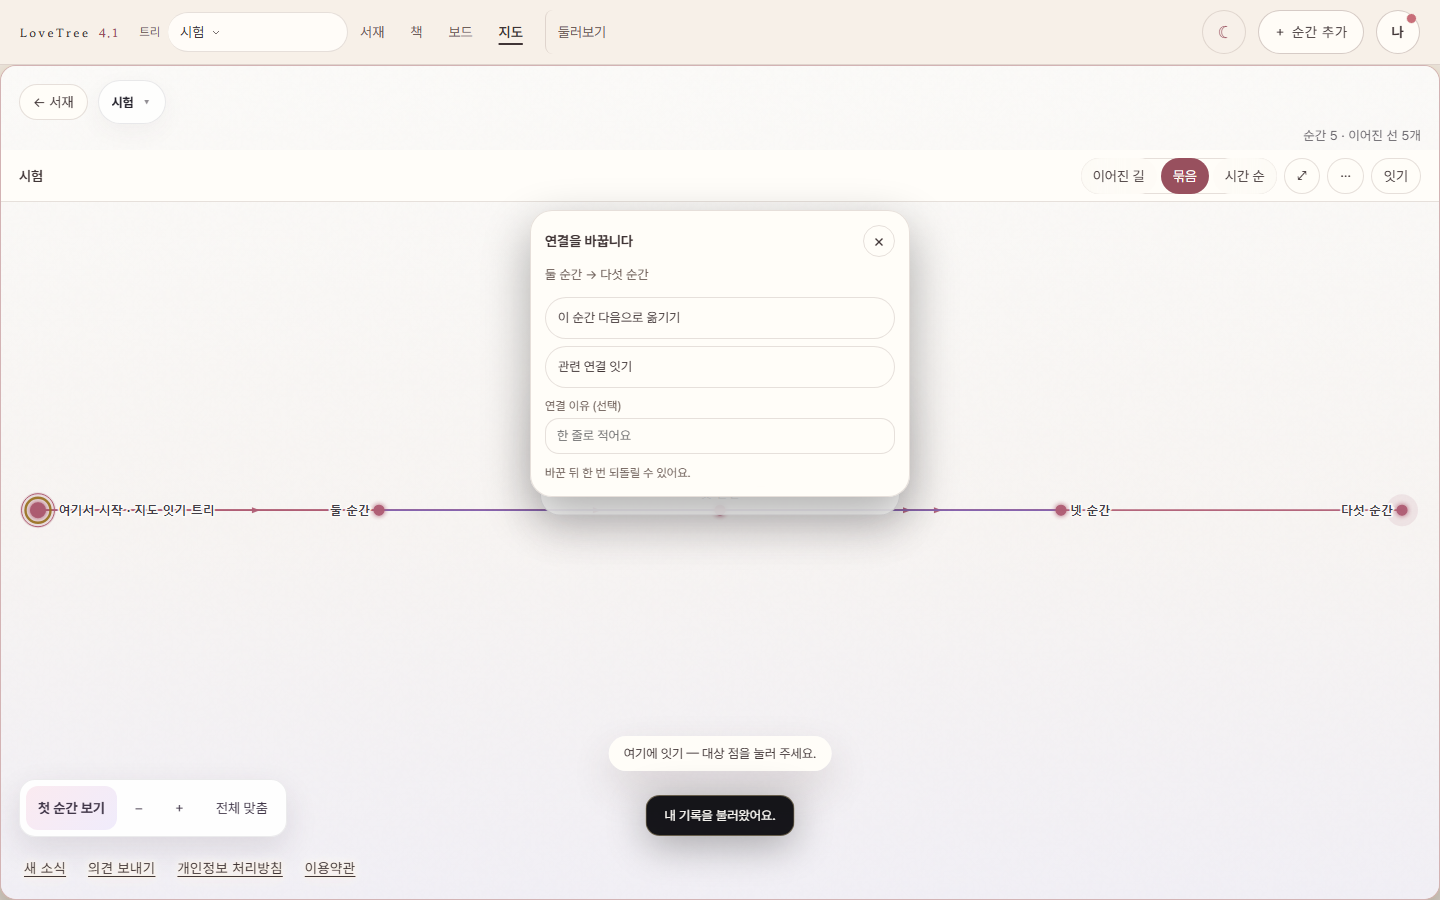 LoveTree 4.1 트리 시험 서재 책 보드 지도 둘러보기 + 순간 추가 나
← 서재 시험
순간 5 · 이어진 선 5개
시험 이어진 길 묶음 시간 순 ··· 잇기
연결을 바꿉니다
둘 순간 → 다섯 순간
이 순간 다음으로 옮기기
관련 연결 잇기
연결 이유 (선택)
한 줄로 적어요
바꾼 뒤 한 번 되돌릴 수 있어요.
여기서 시작 · 지도 잇기 트리 둘 순간 넷 순간 다섯 순간
여기에 잇기 — 대상 점을 눌러 주세요.
내 기록을 불러왔어요.
첫 순간 보기 − + 전체 맞춤
새 소식 의견 보내기 개인정보 처리방침 이용약관